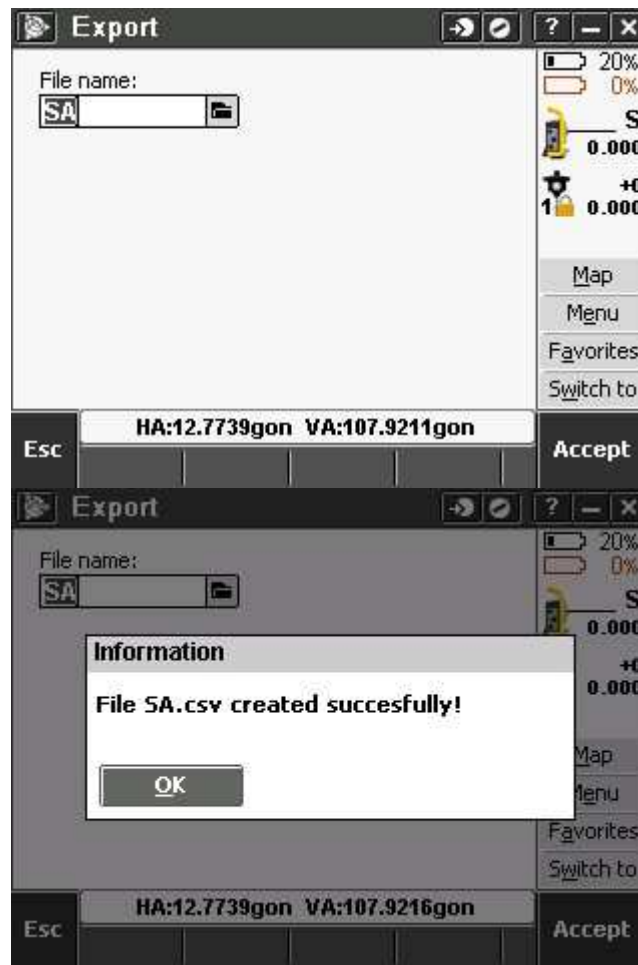 Export ? – ×
File name:
SA
20%
0%
S
0.000
+0
1 0.000
Map
Menu
Favorites
Switch to
HA:12.7739gon VA:107.9211gon
Esc
Accept
Export ? – ×
File name:
SA
20%
0%
S
0.000
+0
0.000
Information
File SA.csv created succesfully!
OK
Map
Menu
Favorites
Switch to
HA:12.7739gon VA:107.9216gon
Esc
Accept